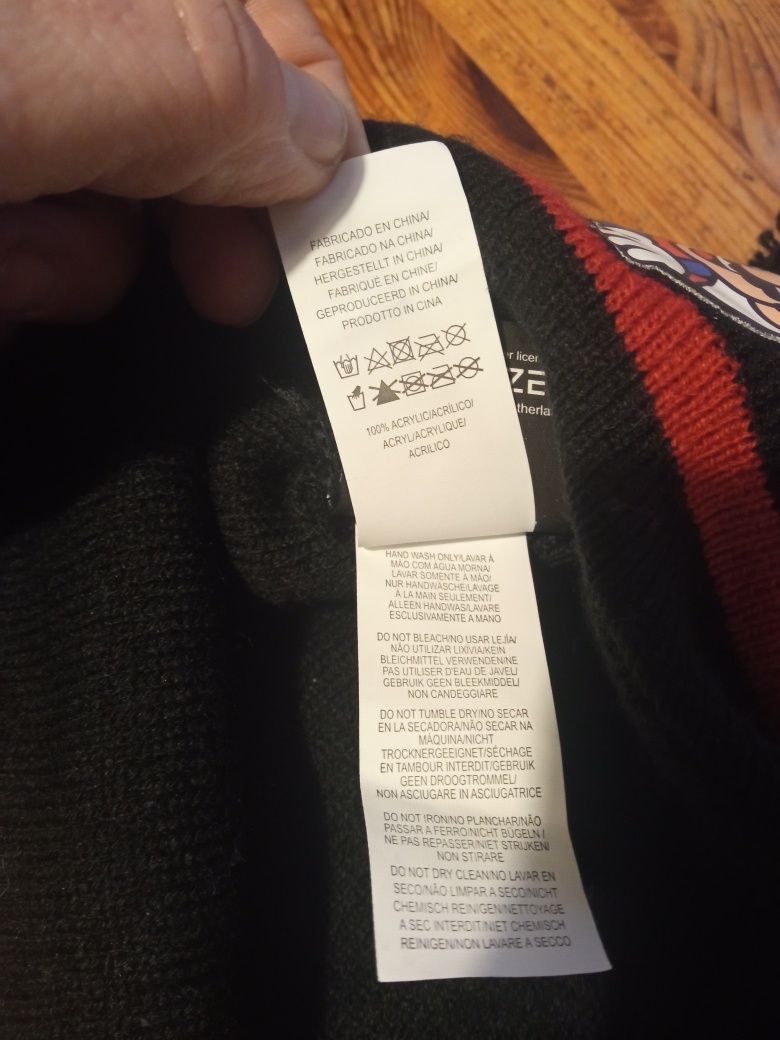 FABRICADO EN CHINA/
FABRICADO NA CHINA/
HERGESTELLT IN CHINA/
FABRIQUÉ EN CHINE/
GEPRODUCEERD IN CHINA/
PRODOTTO IN CINA
100% ACRYLIC/ACRÍLICO/
ACRYL/ACRYLIQUE/
ACRILICO
r licen
ZE
therla
HAND WASH ONLY/LAVAR À
MÃO COM ÁGUA MORNA/
LAVAR SOMENTE A MÃO/
NUR HANDWÄSCHE/LAVAGE
À LA MAIN SEULEMENT/
ALLEEN HANDWAS/LAVARE
ESCLUSIVAMENTE A MANO
DO NOT BLEACH/NO USAR LEJÍA/
NÃO UTILIZAR LIXÍVIA/KEIN
BLEICHMITTEL VERWENDEN/NE
PAS UTILISER D'EAU DE JAVEL/
GEBRUIK GEEN BLEEKMIDDEL/
NON CANDEGGIARE
DO NOT TUMBLE DRY/NO SECAR
EN LA SECADORA/NÃO SECAR NA
MÁQUINA/NICHT
TROCKNERGEEIGNET/SÉCHAGE
EN TAMBOUR INTERDIT/GEBRUIK
GEEN DROOGTROMMEL/
NON ASCIUGARE IN ASCIUGATRICE
DO NOT IRON/NO PLANCHAR/NÃO
PASSAR A FERRO/NICHT BÜGELN /
NE PAS REPASSER/NIET STRIJKEN/
NON STIRARE
DO NOT DRY CLEAN/NO LAVAR EN
SECO/NÃO LIMPAR A SECO/NICHT
CHEMISCH REINIGEN/NETTOYAGE
A SEC INTERDIT/NIET CHEMISCH
REINIGEN/NON LAVARE A SECCO